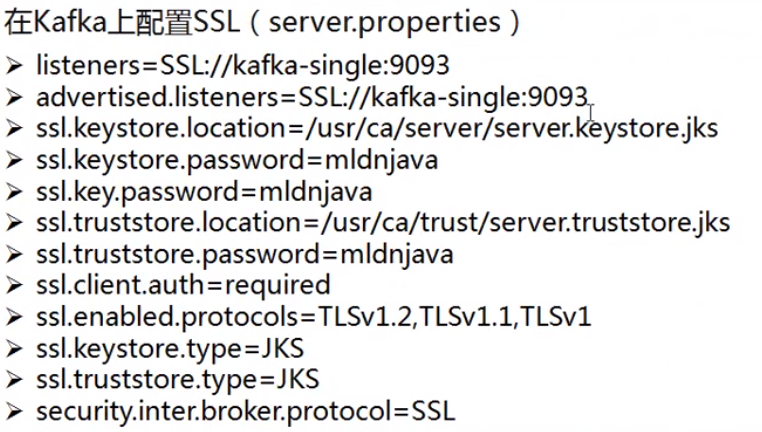 在Kafka上配置SSL（server.properties）
➢ listeners=SSL://kafka-single:9093
➢ advertised.listeners=SSL://kafka-single:9093
➢ ssl.keystore.location=/usr/ca/server/server.keystore.jks
➢ ssl.keystore.password=mldnjava
➢ ssl.key.password=mldnjava
➢ ssl.truststore.location=/usr/ca/trust/server.truststore.jks
➢ ssl.truststore.password=mldnjava
➢ ssl.client.auth=required
➢ ssl.enabled.protocols=TLSv1.2,TLSv1.1,TLSv1
➢ ssl.keystore.type=JKS
➢ ssl.truststore.type=JKS
➢ security.inter.broker.protocol=SSL